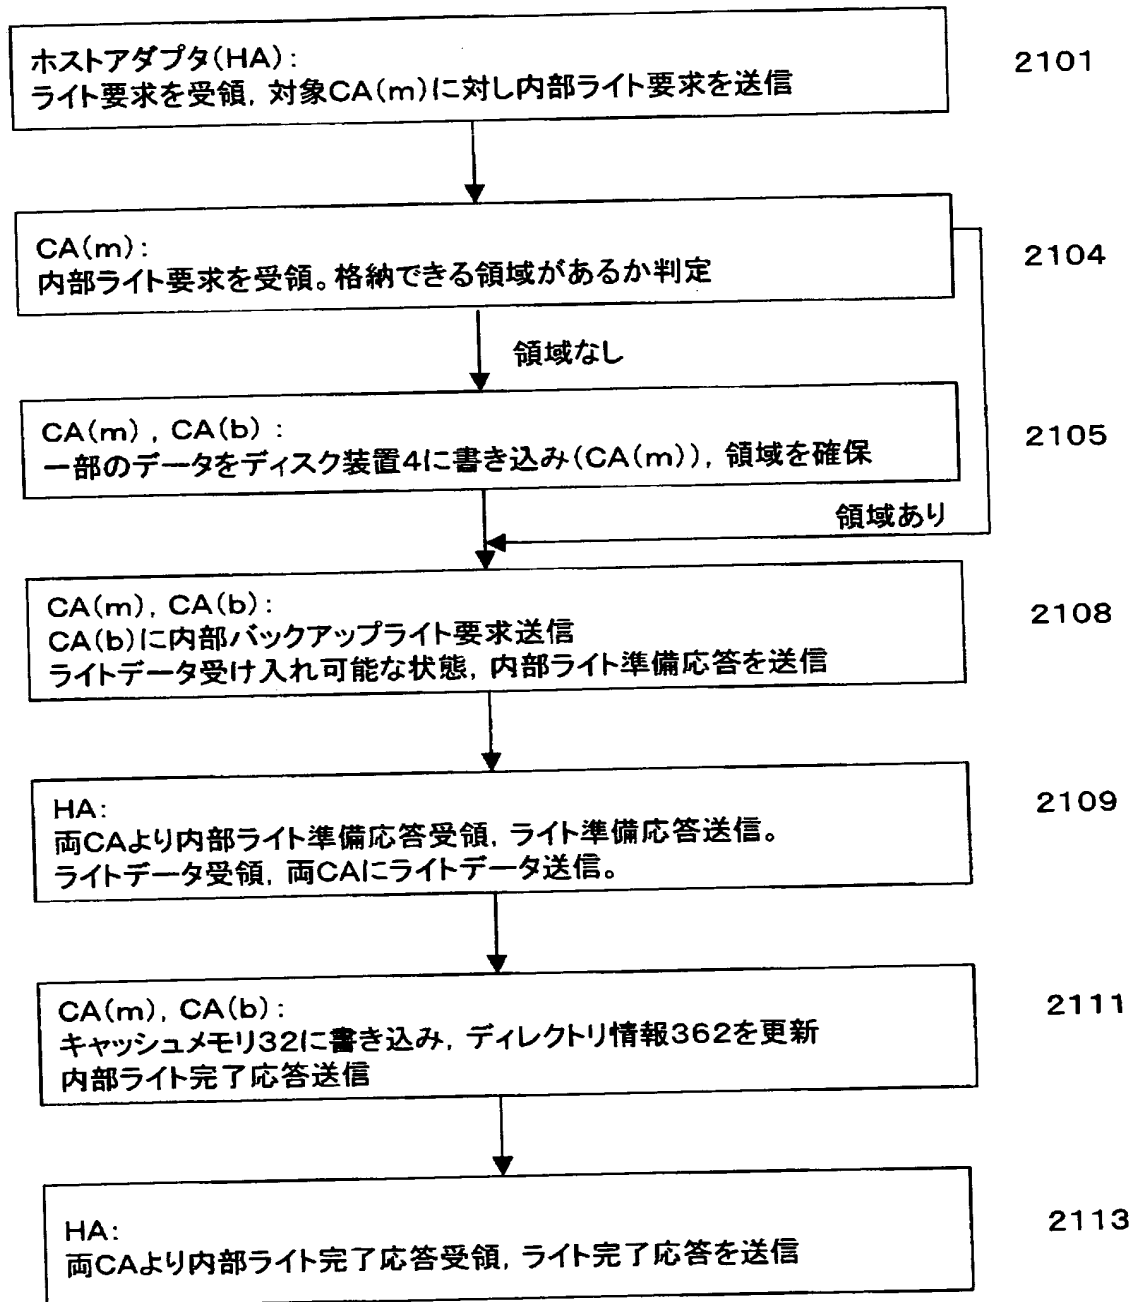 ホストアダプタ(HA):
ライト要求を受領,対象CA(m)に対し内部ライト要求を送信
2101
CA(m):
内部ライト要求を受領。格納できる領域があるか判定
2104
領域なし
CA(m),CA(b):
一部のデータをディスク装置4に書き込み(CA(m)),領域を確保
2105
領域あり
CA(m),CA(b):
CA(b)に内部バックアップライト要求送信
ライトデータ受け入れ可能な状態,内部ライト準備応答を送信
2108
HA:
両CAより内部ライト準備応答受領,ライト準備応答送信。
ライトデータ受領,両CAにライトデータ送信。
2109
CA(m),CA(b):
キャッシュメモリ32に書き込み,ディレクトリ情報362を更新
内部ライト完了応答送信
2111
HA:
両CAより内部ライト完了応答受領,ライト完了応答を送信
2113